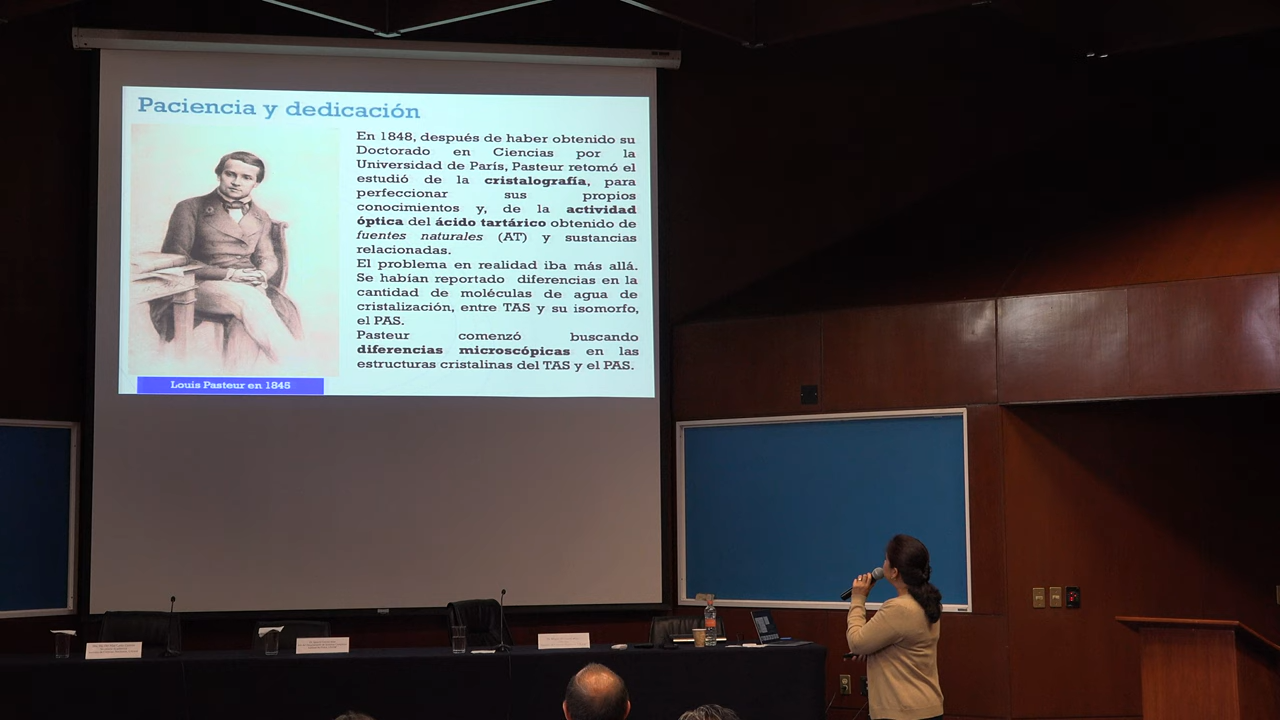 Paciencia y dedicación
En 1848, después de haber obtenido su
Doctorado en Ciencias por la
Universidad de París, Pasteur retomó el
estudió de la cristalografía, para
perfeccionar sus propios
conocimientos y, de la actividad
óptica del ácido tartárico obtenido de
fuentes naturales (AT) y sustancias
relacionadas.
El problema en realidad iba más allá.
Se habían reportado diferencias en la
cantidad de moléculas de agua de
cristalización, entre TAS y su isomorfo,
el PAS.
Pasteur comenzó buscando
diferencias microscópicas en las
estructuras cristalinas del TAS y el PAS.
Louis Pasteur en 1845